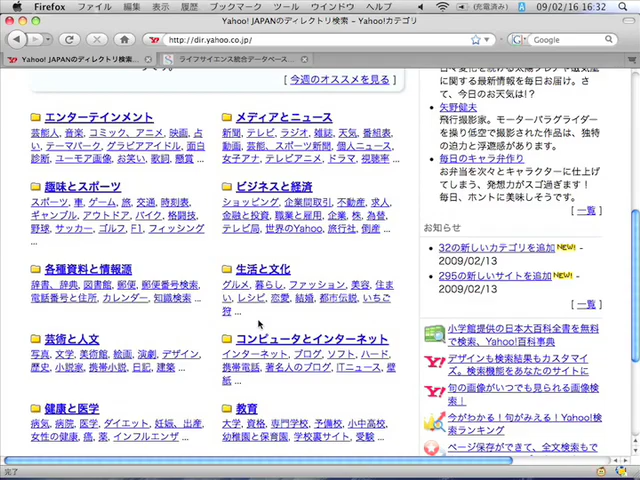 Firefox ファイル 編集 表示 履歴 ブックマーク ツール ウインドウ ヘルプ (充電済み) A 09/02/16 16:32
Yahoo! JAPANのディレクトリ検索 - Yahoo!カテゴリ
http://dir.yahoo.co.jp/
Google
Yahoo! JAPANのディレクトリ検索...
ライフサイエンス統合データベース...
[ 今週のオススメを見る ]
エンターテインメント
芸能人, 音楽, コミック、アニメ, 映画, 占
い, テーマパーク, グラビアアイドル, 面白
診断, ユーモア画像, お笑い, 歌詞, 懸賞 ...
メディアとニュース
新聞, テレビ, ラジオ, 雑誌, 天気, 番組表,
動画, 芸能、スポーツ新聞, 個人ニュース,
女子アナ, テレビアニメ, ドラマ, 視聴率 ...
趣味とスポーツ
スポーツ, 車, ゲーム, 旅, 交通, 時刻表,
ギャンブル, アウトドア, バイク, 格闘技,
野球, サッカー, ゴルフ, F1, フィッシング
...
ビジネスと経済
ショッピング, 企業間取引, 不動産, 求人,
金融と投資, 職業と雇用, 企業, 株, 為替,
テレビ局, 世界のYahoo, 旅行社, 倒産 ...
各種資料と情報源
辞書、辞典, 図書館, 郵便, 郵便番号検索,
電話番号と住所, カレンダー, 知識検索 ...
生活と文化
グルメ, 暮らし, ファッション, 美容, 住ま
い, レシピ, 恋愛, 結婚, 都市伝説, いちご
狩 ...
芸術と人文
写真, 文学, 美術館, 絵画, 演劇, デザイン,
歴史, 小説家, 携帯小説, 日記, 建築 ...
コンピュータとインターネット
インターネット, ブログ, ソフト, ハード,
携帯電話, 著名人のブログ, ITニュース, 壁
紙 ...
健康と医学
病気, 病院, 医学, ダイエット, 妊娠、出産,
女性の健康, 癌, 薬, インフルエンザ ...
教育
大学, 資格, 専門学校, 予備校, 小中高校,
幼稚園と保育園, 学校裏サイト, 受験 ...
に関する最新情報を毎日お届け。さ
て、今日のお天気は!?
矢野健夫
飛行撮影家。モーターパラグライダ
ーを操り低空で撮影された作品は、独特
の迫力と浮遊感があります。
毎日のキャラ弁作り
お弁当を次々とキャラクターに仕上げ
てしまう、発想力がスゴ過ぎます!
毎日、ホントに美味しそうです。
[ 一覧 ]
お知らせ
32の新しいカテゴリを追加 NEW! -
2009/02/13
295の新しいサイトを追加 NEW! -
2009/02/13
[ 一覧 ]
小学館提供の日本大百科全書を無料
で検索、Yahoo!百科事典
デザインも検索結果もカスタマイ
ズ。検索機能をあなたのサイトに
旬の画像がいつでも見られる画像検
索
今がわかる!旬がみえる!Yahoo!検
索ランキング
ページ保存ができて、全文検索もで
完了